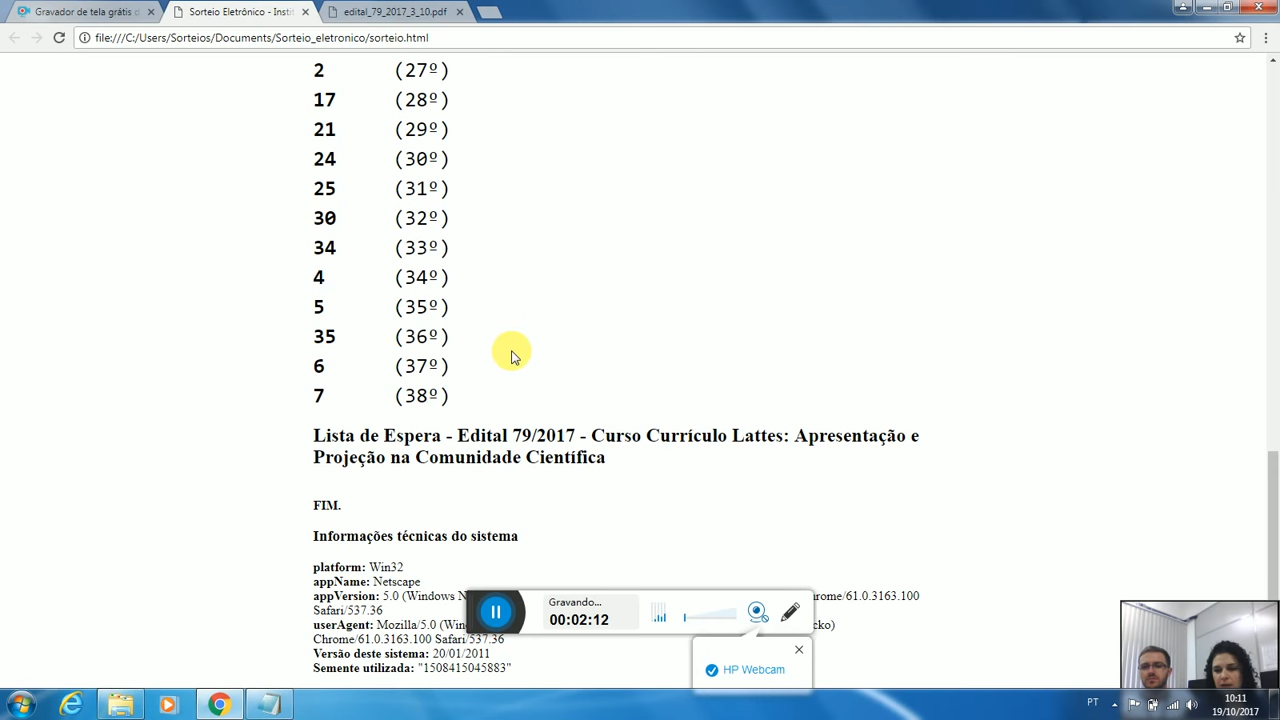 Gravador de tela grátis d
Sorteio Eletrônico - Instit
edital_79_2017_3_10.pdf
file:///C:/Users/Sorteios/Documents/Sorteio_eletronico/sorteio.html
2 (27º)
17 (28º)
21 (29º)
24 (30º)
25 (31º)
30 (32º)
34 (33º)
4 (34º)
5 (35º)
35 (36º)
6 (37º)
7 (38º)
Lista de Espera - Edital 79/2017 - Curso Currículo Lattes: Apresentação e
Projeção na Comunidade Científica
FIM.
Informações técnicas do sistema
platform: Win32
appName: Netscape
appVersion: 5.0 (Windows N
hrome/61.0.3163.100
Safari/537.36
userAgent: Mozilla/5.0 (Win
cko)
Chrome/61.0.3163.100 Safari/537.36
Versão deste sistema: 20/01/2011
Semente utilizada: "1508415045883"
Gravando...
00:02:12
HP Webcam
PT
10:11
19/10/2017